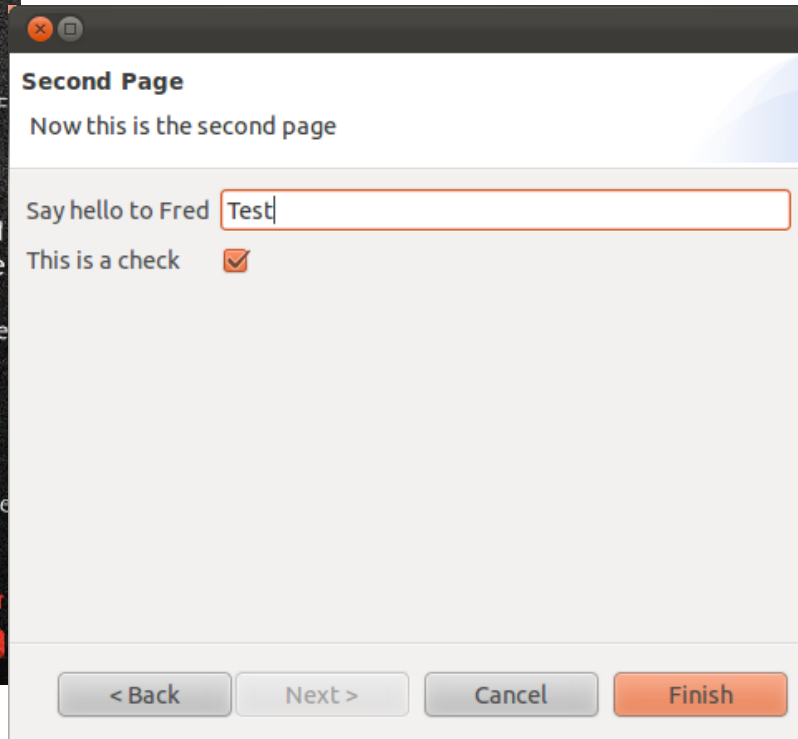 Second Page
Now this is the second page
Say hello to Fred Test
This is a check
< Back Next > Cancel Finish